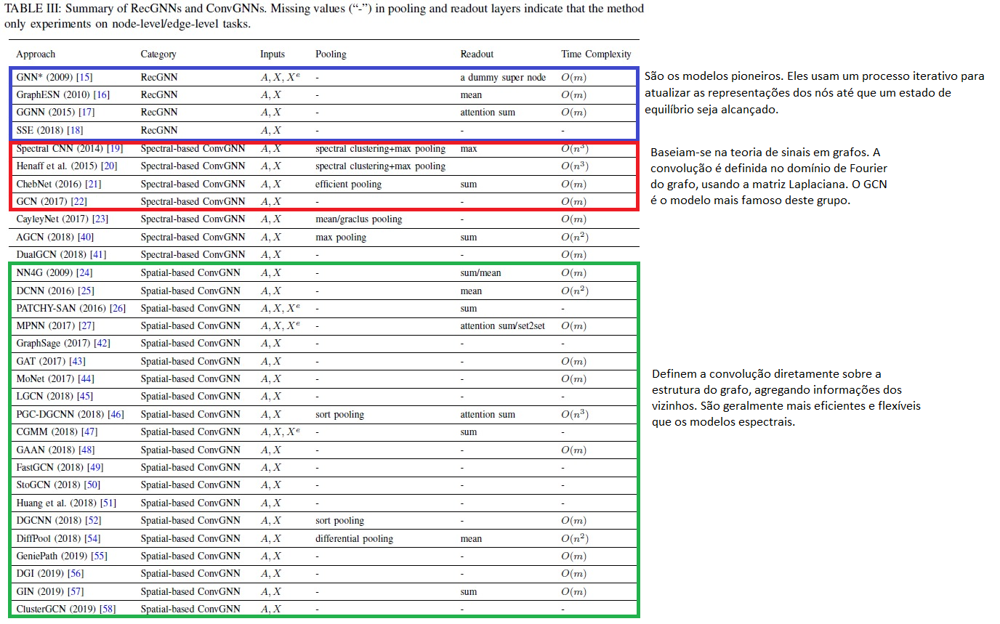 TABLE III: Summary of RecGNNs and ConvGNNs. Missing values (“-”) in pooling and readout layers indicate that the method
only experiments on node-level/edge-level tasks.
Approach Category Inputs Pooling Readout Time Complexity
GNN* (2009) [15] RecGNN A, X, Xᵉ - a dummy super node O(m)
GraphESN (2010) [16] RecGNN A, X - mean O(m)
GGNN (2015) [17] RecGNN A, X - attention sum O(m)
SSE (2018) [18] RecGNN A, X - - -
Spectral CNN (2014) [19] Spectral-based ConvGNN A, X spectral clustering+max pooling max O(n³)
Henaff et al. (2015) [20] Spectral-based ConvGNN A, X spectral clustering+max pooling O(n³)
ChebNet (2016) [21] Spectral-based ConvGNN A, X efficient pooling sum O(m)
GCN (2017) [22] Spectral-based ConvGNN A, X - - O(m)
CayleyNet (2017) [23] Spectral-based ConvGNN A, X mean/graclus pooling - O(m)
AGCN (2018) [40] Spectral-based ConvGNN A, X max pooling sum O(n²)
DualGCN (2018) [41] Spectral-based ConvGNN A, X - - O(m)
NN4G (2009) [24] Spatial-based ConvGNN A, X - sum/mean O(m)
DCNN (2016) [25] Spatial-based ConvGNN A, X - mean O(n²)
PATCHY-SAN (2016) [26] Spatial-based ConvGNN A, X, Xᵉ - sum -
MPNN (2017) [27] Spatial-based ConvGNN A, X, Xᵉ - attention sum/set2set O(m)
GraphSage (2017) [42] Spatial-based ConvGNN A, X - - -
GAT (2017) [43] Spatial-based ConvGNN A, X - - O(m)
MoNet (2017) [44] Spatial-based ConvGNN A, X - - O(m)
LGCN (2018) [45] Spatial-based ConvGNN A, X - - -
PGC-DGCNN (2018) [46] Spatial-based ConvGNN A, X sort pooling attention sum O(n³)
CGMM (2018) [47] Spatial-based ConvGNN A, X, Xᵉ - sum -
GAAN (2018) [48] Spatial-based ConvGNN A, X - - O(m)
FastGCN (2018) [49] Spatial-based ConvGNN A, X - - -
StoGCN (2018) [50] Spatial-based ConvGNN A, X - - -
Huang et al. (2018) [51] Spatial-based ConvGNN A, X - - -
DGCNN (2018) [52] Spatial-based ConvGNN A, X sort pooling - O(m)
DiffPool (2018) [54] Spatial-based ConvGNN A, X differential pooling mean O(n²)
GeniePath (2019) [55] Spatial-based ConvGNN A, X - - O(m)
DGI (2019) [56] Spatial-based ConvGNN A, X - - O(m)
GIN (2019) [57] Spatial-based ConvGNN A, X - sum O(m)
ClusterGCN (2019) [58] Spatial-based ConvGNN A, X - - -
São os modelos pioneiros. Eles usam um processo iterativo para
atualizar as representações dos nós até que um estado de
equilíbrio seja alcançado.
Baseiam-se na teoria de sinais em grafos. A
convolução é definida no domínio de Fourier
do grafo, usando a matriz Laplaciana. O GCN
é o modelo mais famoso deste grupo.
Definem a convolução diretamente sobre a
estrutura do grafo, agregando informações dos
vizinhos. São geralmente mais eficientes e flexíveis
que os modelos espectrais.